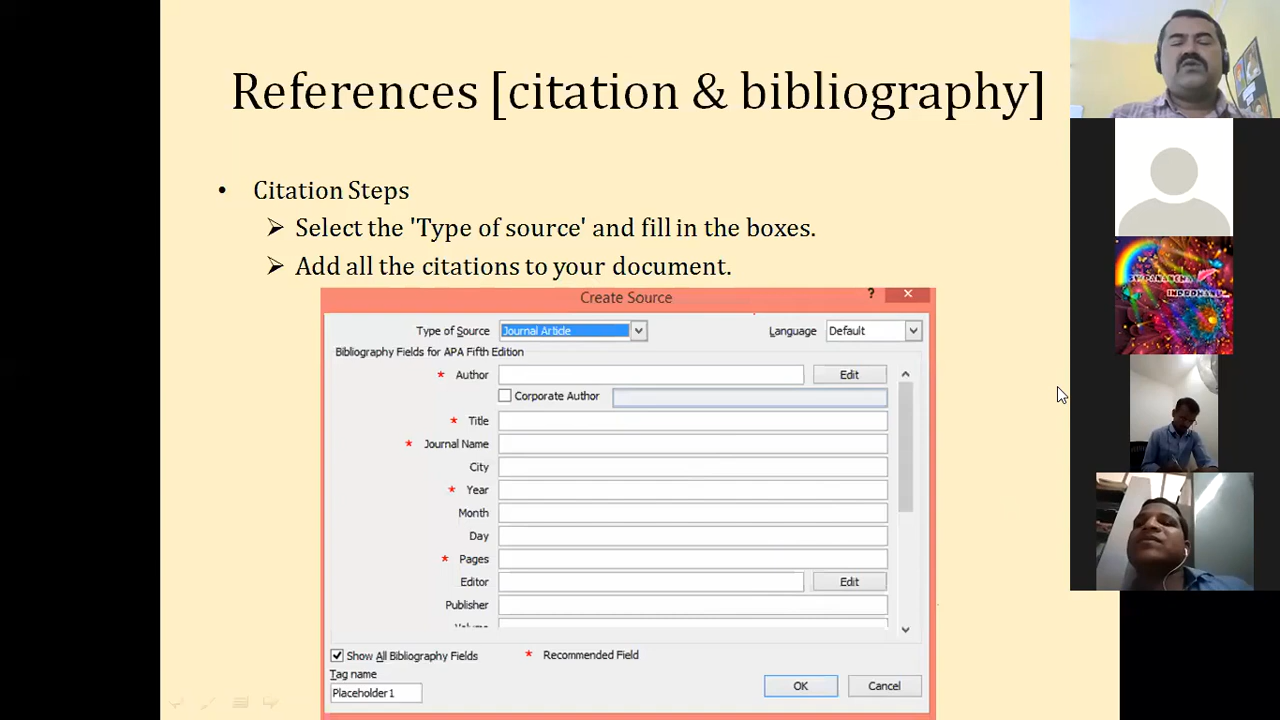 References [citation & bibliography]
• Citation Steps
➢ Select the 'Type of source' and fill in the boxes.
➢ Add all the citations to your document.
Create Source
? ×
Type of Source Journal Article Language Default
Bibliography Fields for APA Fifth Edition
* Author Edit
Corporate Author
* Title
* Journal Name
City
* Year
Month
Day
* Pages
Editor Edit
Publisher
Volume
Show All Bibliography Fields * Recommended Field
Tag name
Placeholder1
OK Cancel
INDRDHANU